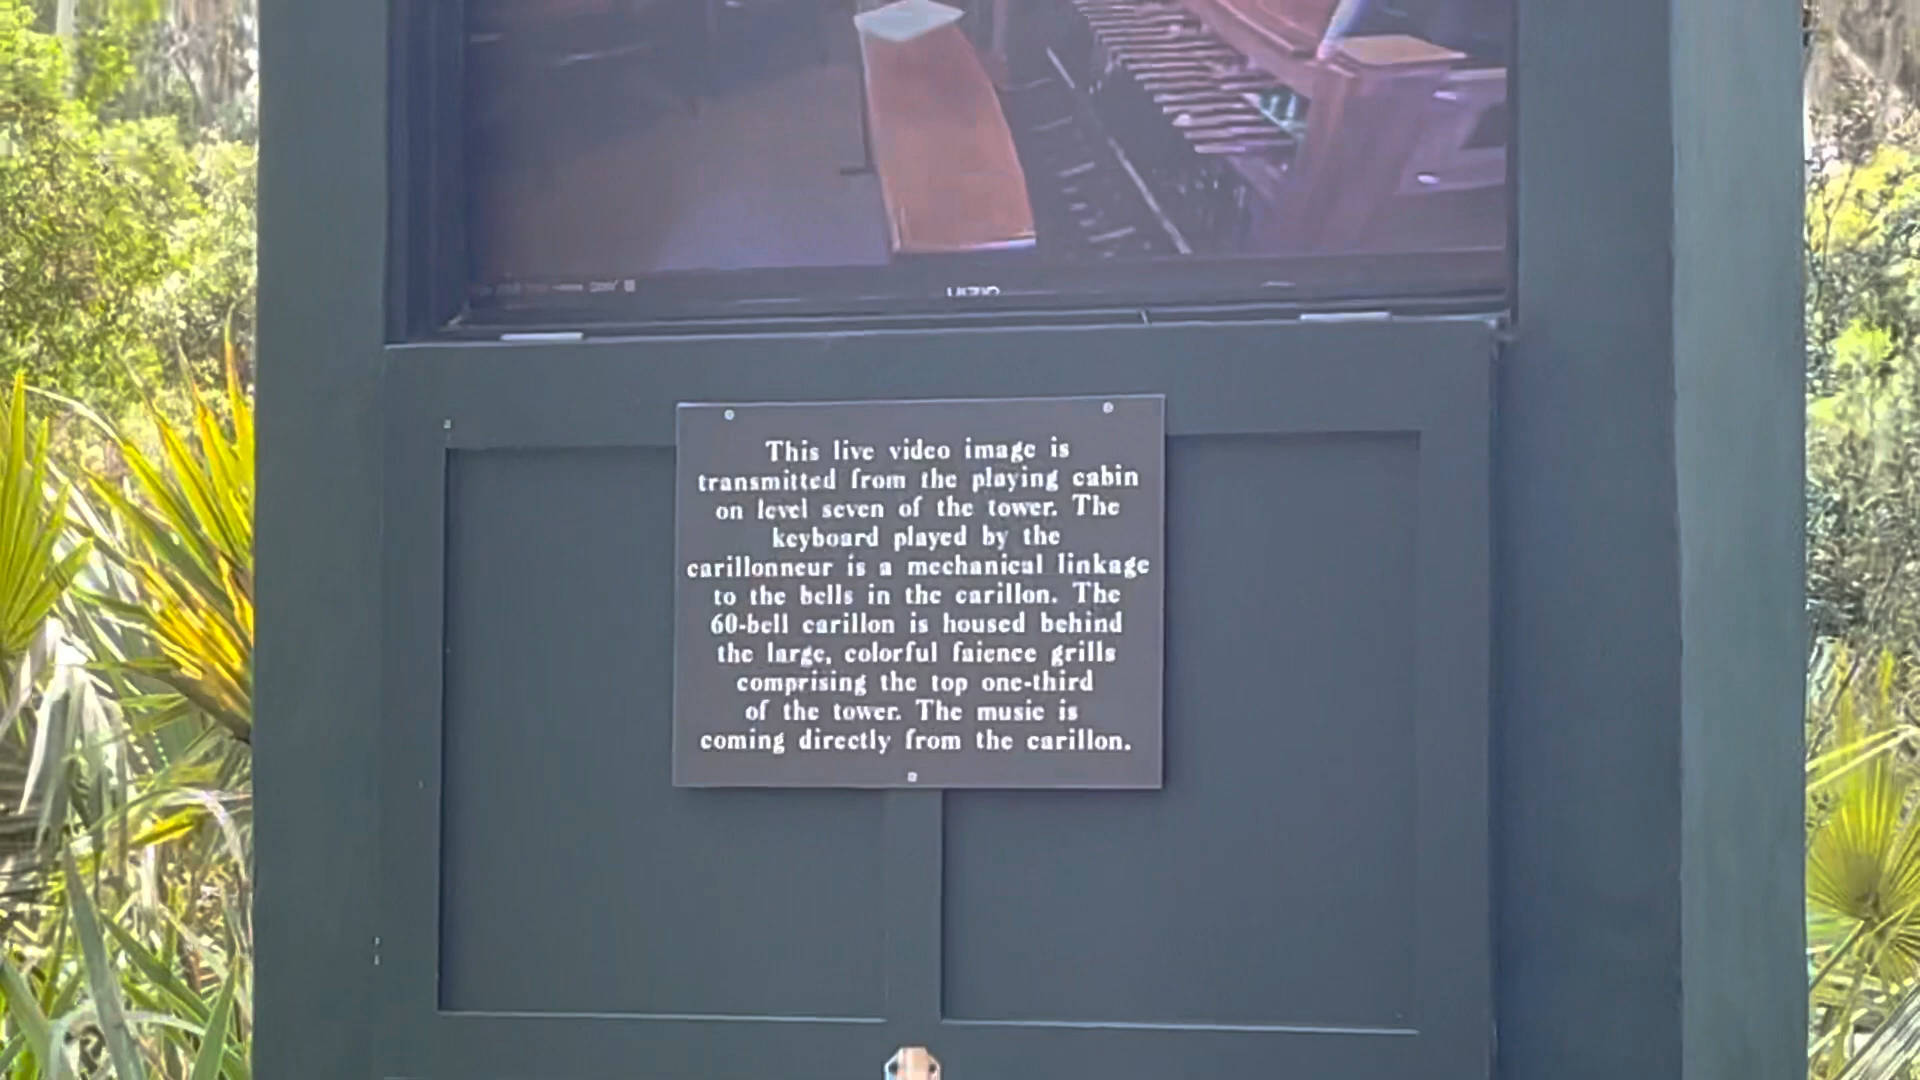 VIZIO
This live video image is
transmitted from the playing cabin
on level seven of the tower. The
keyboard played by the
carillonneur is a mechanical linkage
to the bells in the carillon. The
60-bell carillon is housed behind
the large, colorful faience grills
comprising the top one-third
of the tower. The music is
coming directly from the carillon.